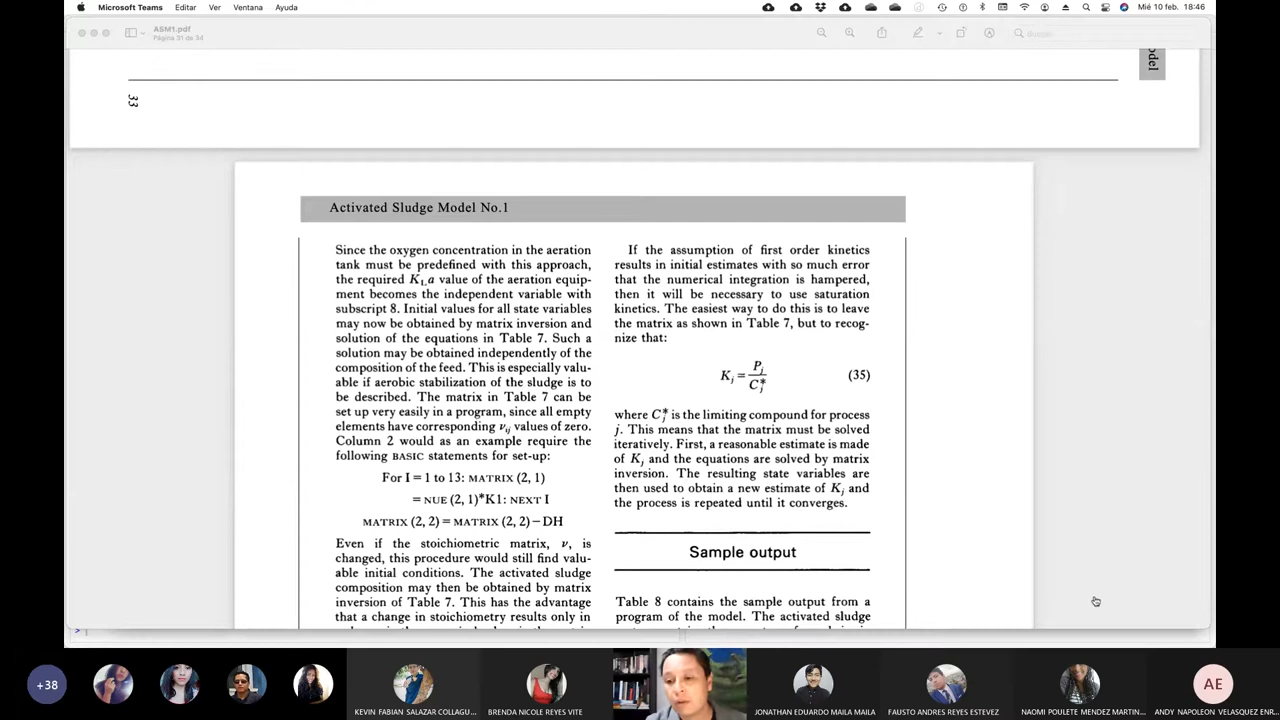 Microsoft Teams Editar Ver Ventana Ayuda
Mié 10 feb. 18:46
ASM1.pdf
Página 31 de 34
Buscar
odel
33
Activated Sludge Model No.1
Since the oxygen concentration in the aeration
tank must be predefined with this approach,
the required KLa value of the aeration equip-
ment becomes the independent variable with
subscript 8. Initial values for all state variables
may now be obtained by matrix inversion and
solution of the equations in Table 7. Such a
solution may be obtained independently of the
composition of the feed. This is especially valu-
able if aerobic stabilization of the sludge is to
be described. The matrix in Table 7 can be
set up very easily in a program, since all empty
elements have corresponding νij values of zero.
Column 2 would as an example require the
following BASIC statements for set-up:
For I = 1 to 13: MATRIX (2, 1)
= NUE (2, 1)*K1: NEXT I
MATRIX (2, 2) = MATRIX (2, 2) − DH
Even if the stoichiometric matrix, ν, is
changed, this procedure would still find valu-
able initial conditions. The activated sludge
composition may then be obtained by matrix
inversion of Table 7. This has the advantage
that a change in stoichiometry results only in
If the assumption of first order kinetics
results in initial estimates with so much error
that the numerical integration is hampered,
then it will be necessary to use saturation
kinetics. The easiest way to do this is to leave
the matrix as shown in Table 7, but to recog-
nize that:
Kj = Pj / Cj* (35)
where Cj* is the limiting compound for process
j. This means that the matrix must be solved
iteratively. First, a reasonable estimate is made
of Kj and the equations are solved by matrix
inversion. The resulting state variables are
then used to obtain a new estimate of Kj and
the process is repeated until it converges.
Sample output
Table 8 contains the sample output from a
program of the model. The activated sludge
>
+38
KEVIN FABIAN SALAZAR COLLAGU...
BRENDA NICOLE REYES VITE
JONATHAN EDUARDO MAILA MAILA
FAUSTO ANDRES REYES ESTEVEZ
NAOMI POULETE MENDEZ MARTIN...
AE
ANDY NAPOLEON VELASQUEZ ENR...